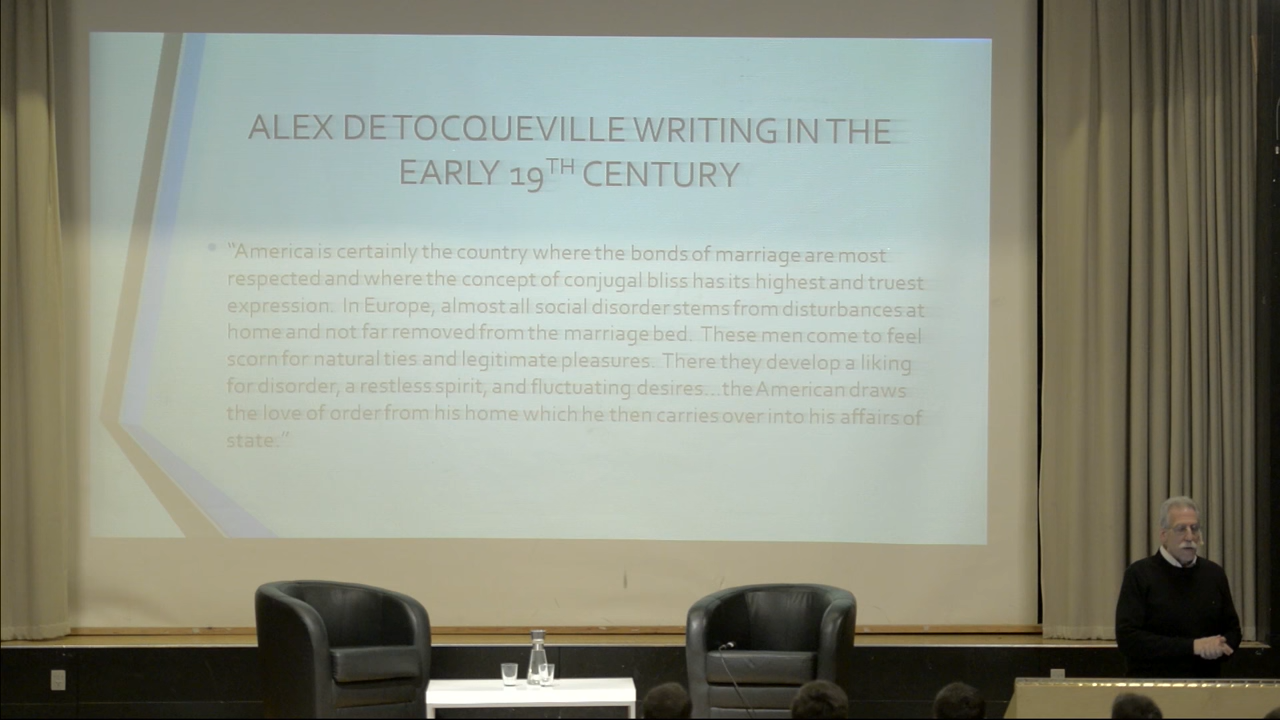 ALEX DE TOCQUEVILLE WRITING IN THE
EARLY 19TH CENTURY
• "America is certainly the country where the bonds of marriage are most
respected and where the concept of conjugal bliss has its highest and truest
expression. In Europe, almost all social disorder stems from disturbances at
home and not far removed from the marriage bed. These men come to feel
scorn for natural ties and legitimate pleasures. There they develop a liking
for disorder, a restless spirit, and fluctuating desires...the American draws
the love of order from his home which he then carries over into his affairs of
state."